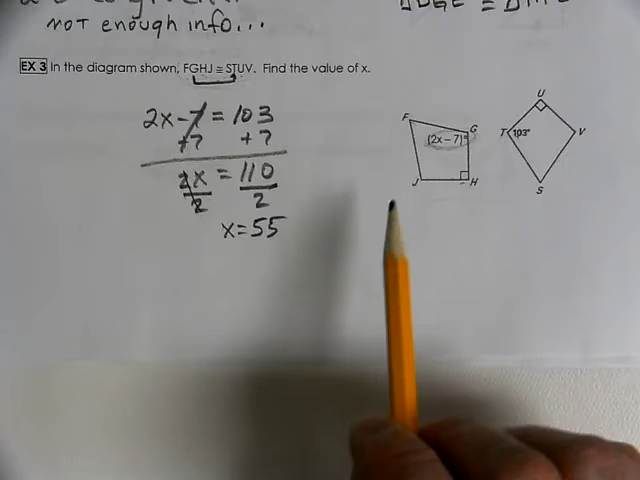 not enough info...
EX 3 In the diagram shown, FGHJ ≅ STUV. Find the value of x.
2x - 7 = 103
+7 +7
2x = 110
2 2
x = 55
F
G
(2x – 7)°
J
H
U
T
103°
V
S